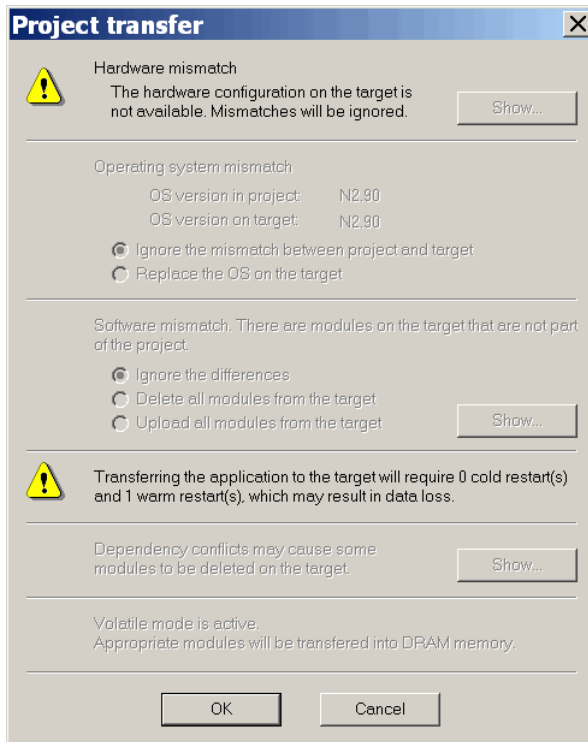 Project transfer
Hardware mismatch
The hardware configuration on the target is
not available. Mismatches will be ignored.
Show...
Operating system mismatch
OS version in project: N2.90
OS version on target: N2.90
Ignore the mismatch between project and target
Replace the OS on the target
Software mismatch. There are modules on the target that are not part
of the project.
Ignore the differences
Delete all modules from the target
Upload all modules from the target
Show...
Transferring the application to the target will require 0 cold restart(s)
and 1 warm restart(s), which may result in data loss.
Dependency conflicts may cause some
modules to be deleted on the target.
Show...
Volatile mode is active.
Appropriate modules will be transfered into DRAM memory.
OK
Cancel